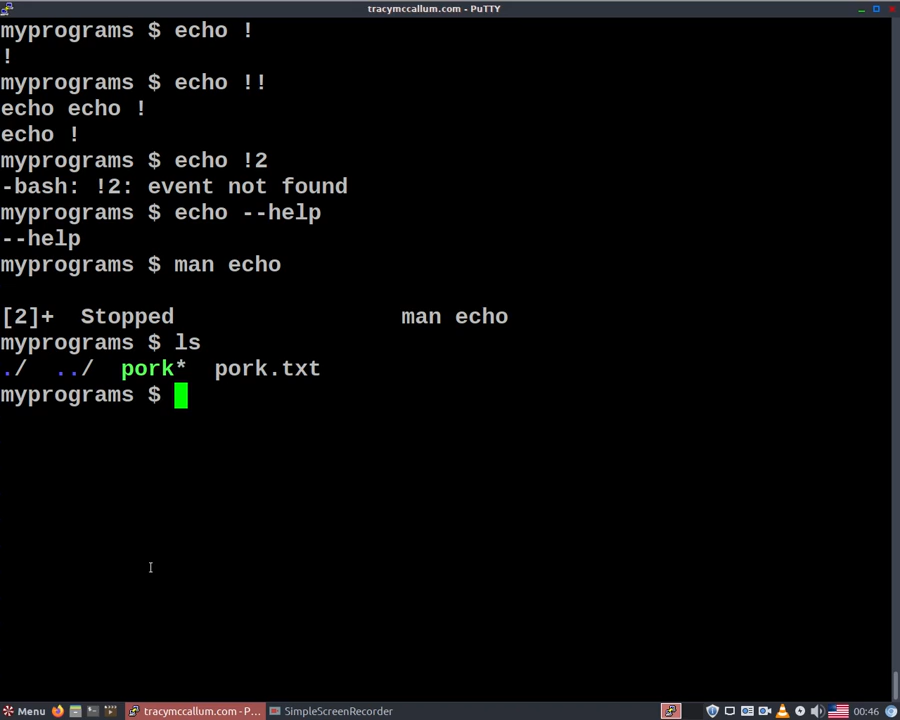 tracymccallum.com - PuTTY
myprograms $ echo !
!
myprograms $ echo !!
echo echo !
echo !
myprograms $ echo !2
-bash: !2: event not found
myprograms $ echo --help
--help
myprograms $ man echo
[2]+  Stopped                 man echo
myprograms $ ls
./  ../  pork*  pork.txt
myprograms $
Menu tracymccallum.com - P... SimpleScreenRecorder 00:46